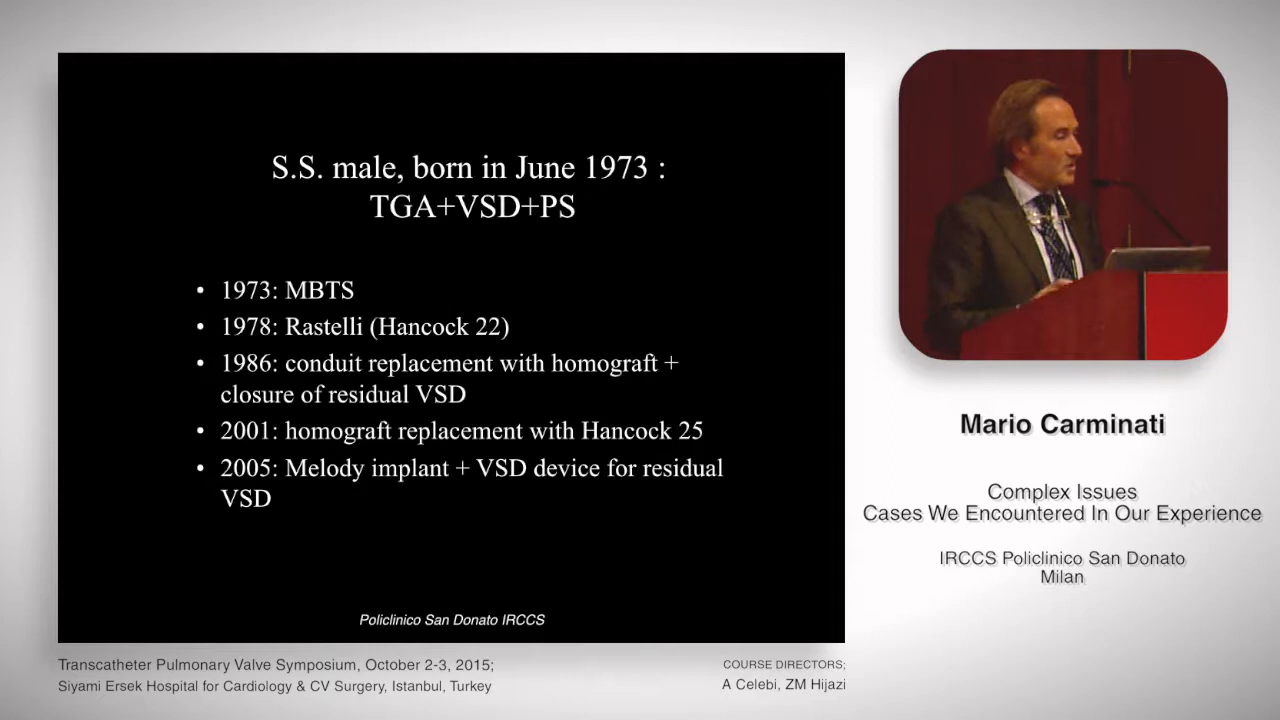 S.S. male, born in June 1973 :
TGA+VSD+PS
• 1973: MBTS
• 1978: Rastelli (Hancock 22)
• 1986: conduit replacement with homograft +
closure of residual VSD
• 2001: homograft replacement with Hancock 25
• 2005: Melody implant + VSD device for residual
VSD
Policlinico San Donato IRCCS
Mario Carminati
Complex Issues
Cases We Encountered In Our Experience
IRCCS Policlinico San Donato
Milan
Transcatheter Pulmonary Valve Symposium, October 2-3, 2015;
Siyami Ersek Hospital for Cardiology & CV Surgery, Istanbul, Turkey
COURSE DIRECTORS;
A Celebi, ZM Hijazi